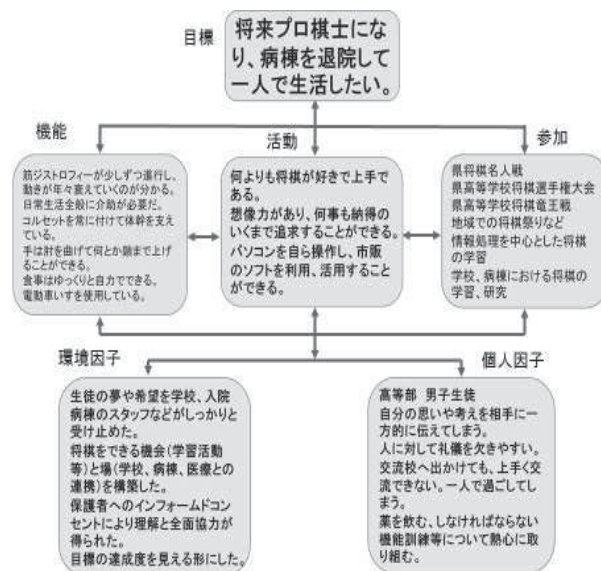 目標
将来プロ棋士にな
り、病棟を退院して
一人で生活したい。
機能
活動
参加
筋ジストロフィーが少しずつ進行し、
動きが年々衰えていくのが分かる。
日常生活全般に介助が必要だ。
コルセットを常に付けて体幹を支え
ている。
手は肘を曲げて何とか顔まで上げ
ることができる。
食事はゆっくりと自力でできる。
電動車いすを使用している。
何よりも将棋が好きで上手で
ある。
想像力があり、何事も納得の
いくまで追求することができる。
パソコンを自ら操作し、市販
のソフトを利用、活用すること
ができる。
県将棋名人戦
県高等学校将棋選手権大会
県高等学校将棋竜王戦
地域での将棋祭りなど
情報処理を中心とした将棋
の学習
学校、病棟における将棋の
学習、研究
環境因子
個人因子
生徒の夢や希望を学校、入院
病棟のスタッフなどがしっかりと
受け止めた。
将棋をできる機会(学習活動
等)と場(学校、病棟、医療との
連携)を構築した。
保護者へのインフォームドコン
セントにより理解と全面協力が
得られた。
目標の達成度を見える形にした。
高等部 男子生徒
自分の思いや考えを相手に一
方的に伝えてしまう。
人に対して礼儀を欠きやすい。
交流校へ出かけても、上手く交
流できない。一人で過ごしてし
まう。
薬を飲む、しなければならない
機能訓練等について熱心に取
り組む。